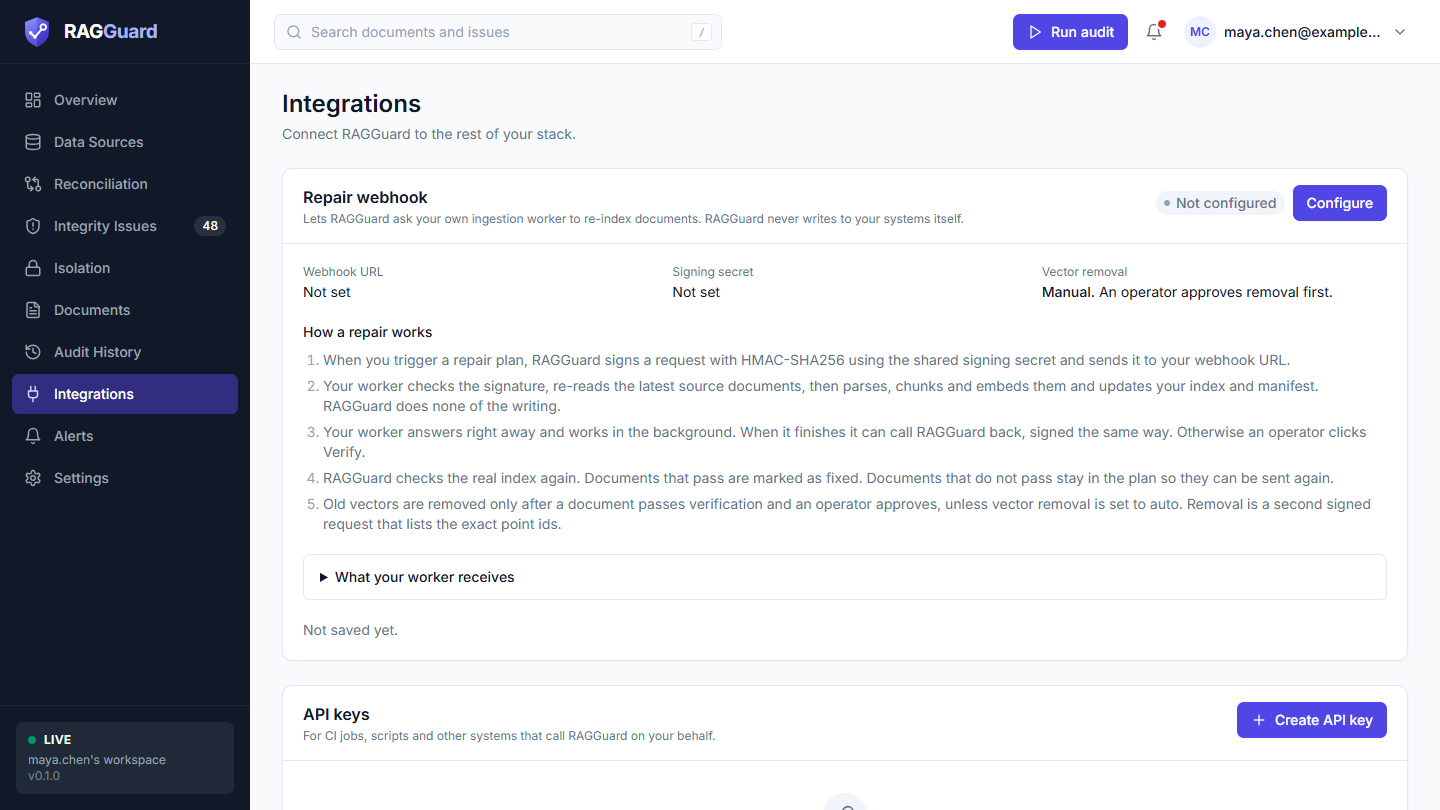 RAGGuard
Search documents and issues
/
Run audit
MC
maya.chen@example...
Overview
Data Sources
Reconciliation
Integrity Issues
48
Isolation
Documents
Audit History
Integrations
Alerts
Settings
LIVE
maya.chen's workspace
v0.1.0
Integrations
Connect RAGGuard to the rest of your stack.
Repair webhook
Lets RAGGuard ask your own ingestion worker to re-index documents. RAGGuard never writes to your systems itself.
Not configured
Configure
Webhook URL
Not set
Signing secret
Not set
Vector removal
Manual. An operator approves removal first.
How a repair works
1. When you trigger a repair plan, RAGGuard signs a request with HMAC-SHA256 using the shared signing secret and sends it to your webhook URL.
2. Your worker checks the signature, re-reads the latest source documents, then parses, chunks and embeds them and updates your index and manifest.
RAGGuard does none of the writing.
3. Your worker answers right away and works in the background. When it finishes it can call RAGGuard back, signed the same way. Otherwise an operator clicks
Verify.
4. RAGGuard checks the real index again. Documents that pass are marked as fixed. Documents that do not pass stay in the plan so they can be sent again.
5. Old vectors are removed only after a document passes verification and an operator approves, unless vector removal is set to auto. Removal is a second signed
request that lists the exact point ids.
What your worker receives
Not saved yet.
API keys
For CI jobs, scripts and other systems that call RAGGuard on your behalf.
Create API key